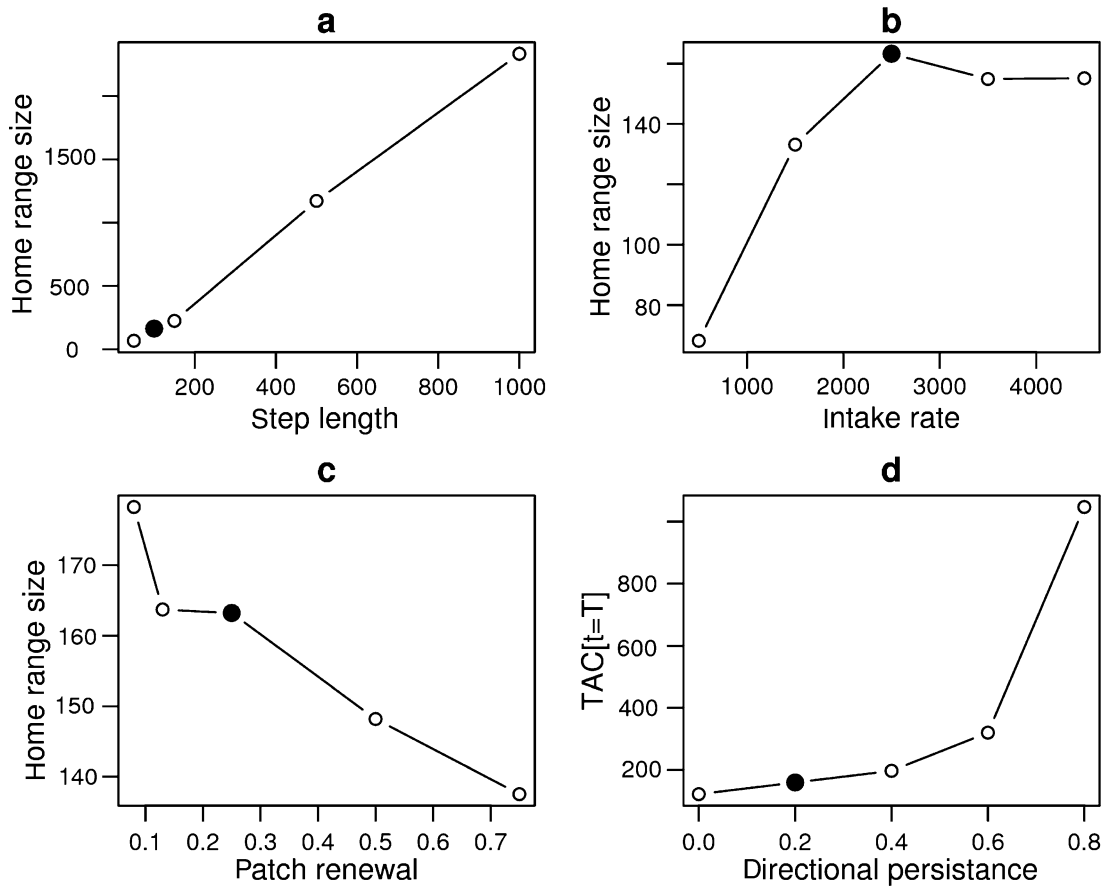 a
Home range size
1500
500
0
200 400 600 800 1000
Step length
b
Home range size
140
100
80
1000 2000 3000 4000
Intake rate
c
Home range size
170
160
150
140
0.1 0.2 0.3 0.4 0.5 0.6 0.7
Patch renewal
d
TAC[t=T]
800
600
400
200
0.0 0.2 0.4 0.6 0.8
Directional persistance